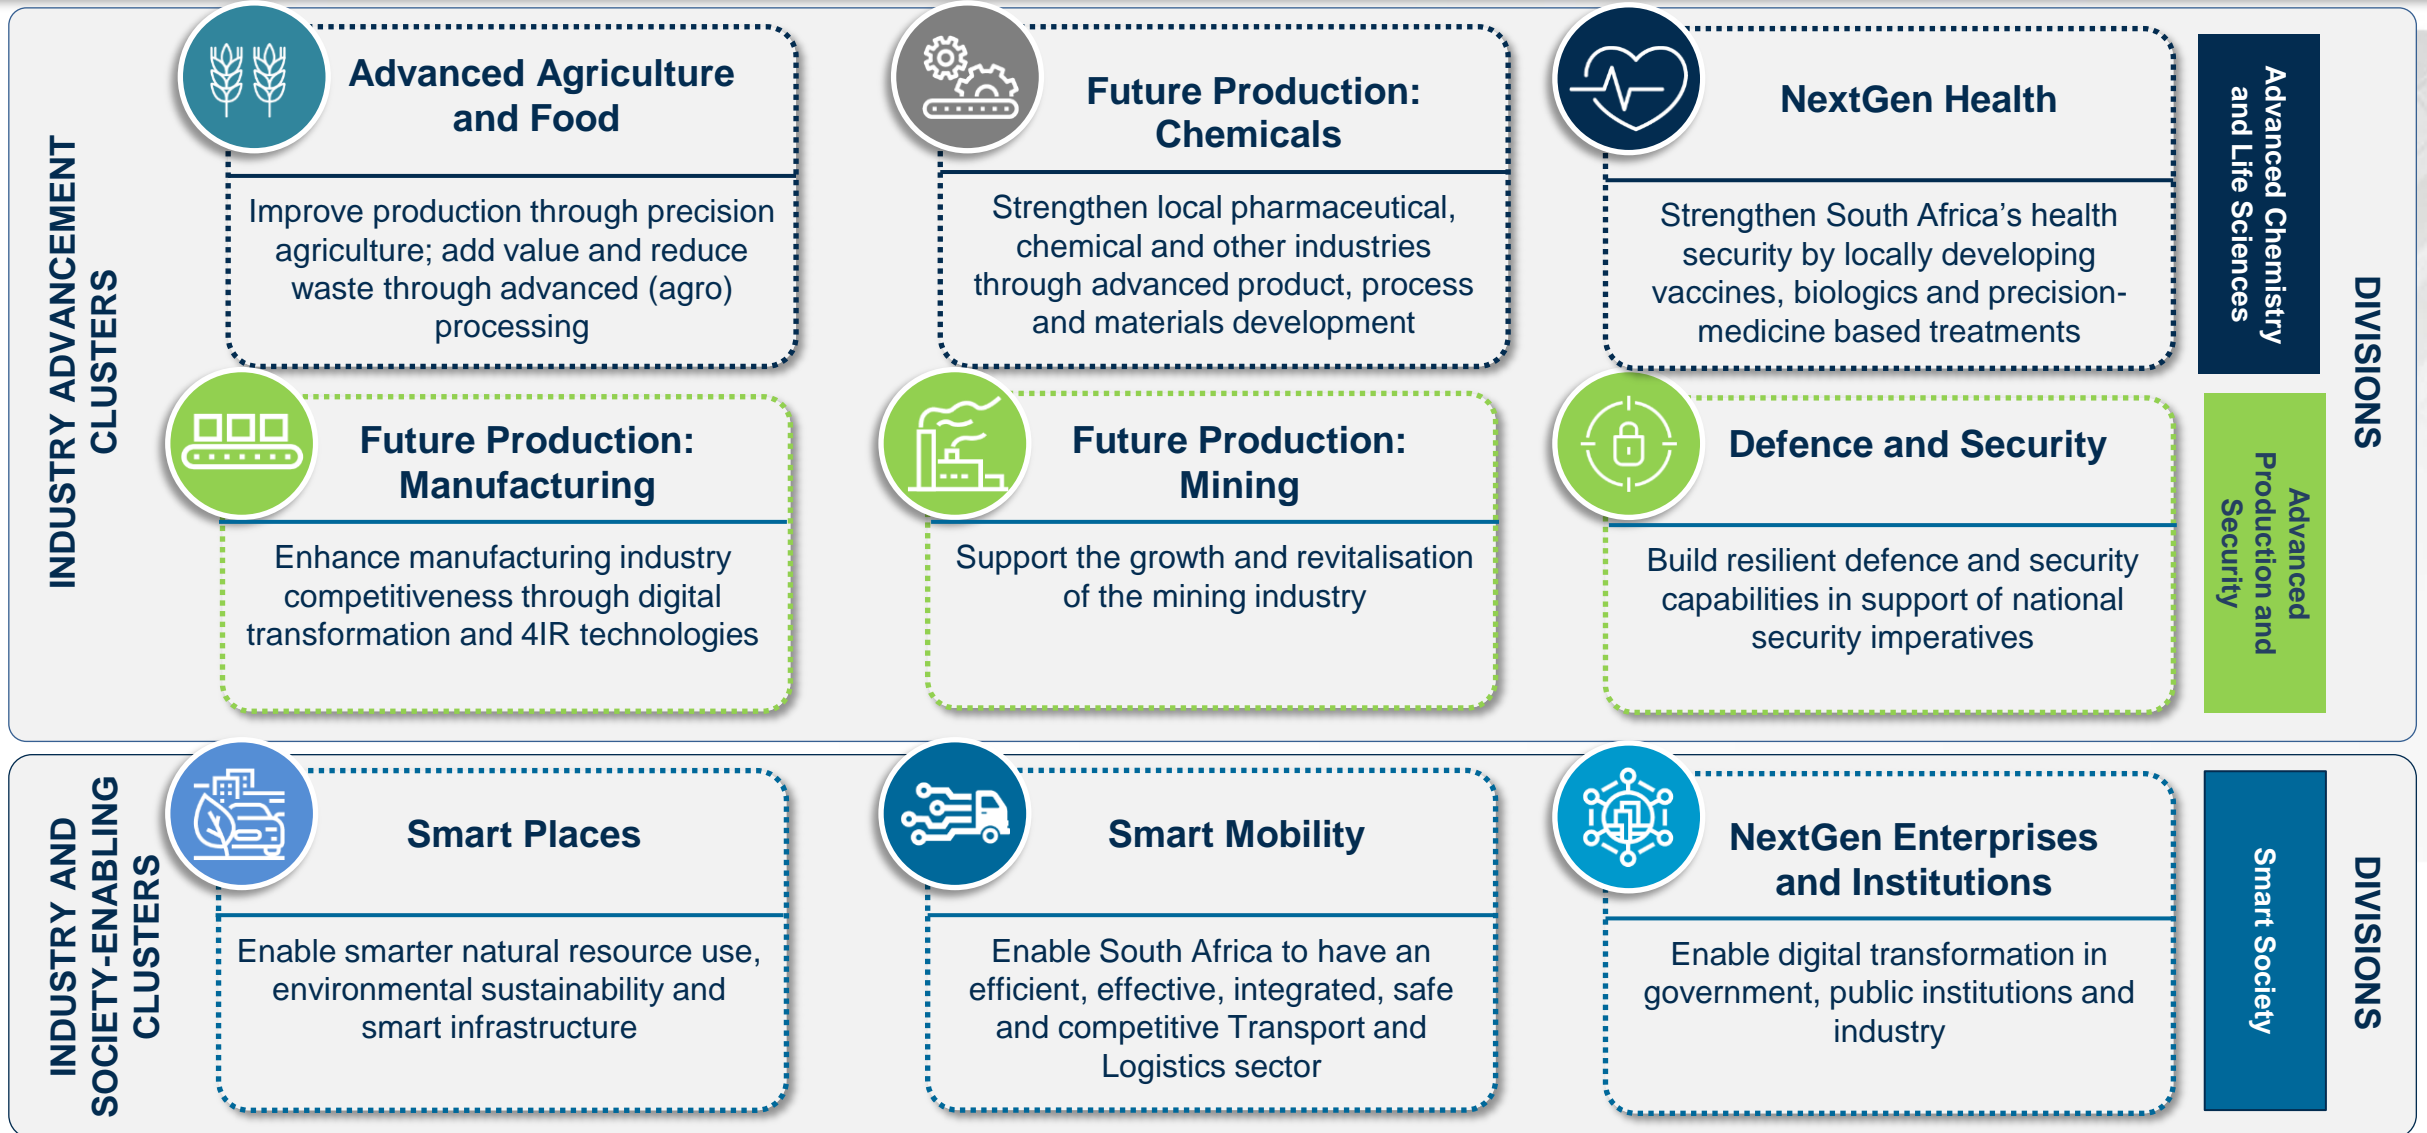 INDUSTRY ADVANCEMENT
CLUSTERS
Advanced Agriculture
and Food
Improve production through precision
agriculture; add value and reduce
waste through advanced (agro)
processing
Future Production:
Chemicals
Strengthen local pharmaceutical,
chemical and other industries
through advanced product, process
and materials development
NextGen Health
Strengthen South Africa’s health
security by locally developing
vaccines, biologics and precision-
medicine based treatments
Advanced Chemistry
and Life Sciences
DIVISIONS
Future Production:
Manufacturing
Enhance manufacturing industry
competitiveness through digital
transformation and 4IR technologies
Future Production:
Mining
Support the growth and revitalisation
of the mining industry
Defence and Security
Build resilient defence and security
capabilities in support of national
security imperatives
Advanced
Production and
Security
INDUSTRY AND
SOCIETY-ENABLING
CLUSTERS
Smart Places
Enable smarter natural resource use,
environmental sustainability and
smart infrastructure
Smart Mobility
Enable South Africa to have an
efficient, effective, integrated, safe
and competitive Transport and
Logistics sector
NextGen Enterprises
and Institutions
Enable digital transformation in
government, public institutions and
industry
Smart Society
DIVISIONS